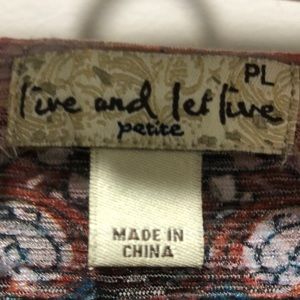 PL
live and let live
petite
MADE IN
CHINA